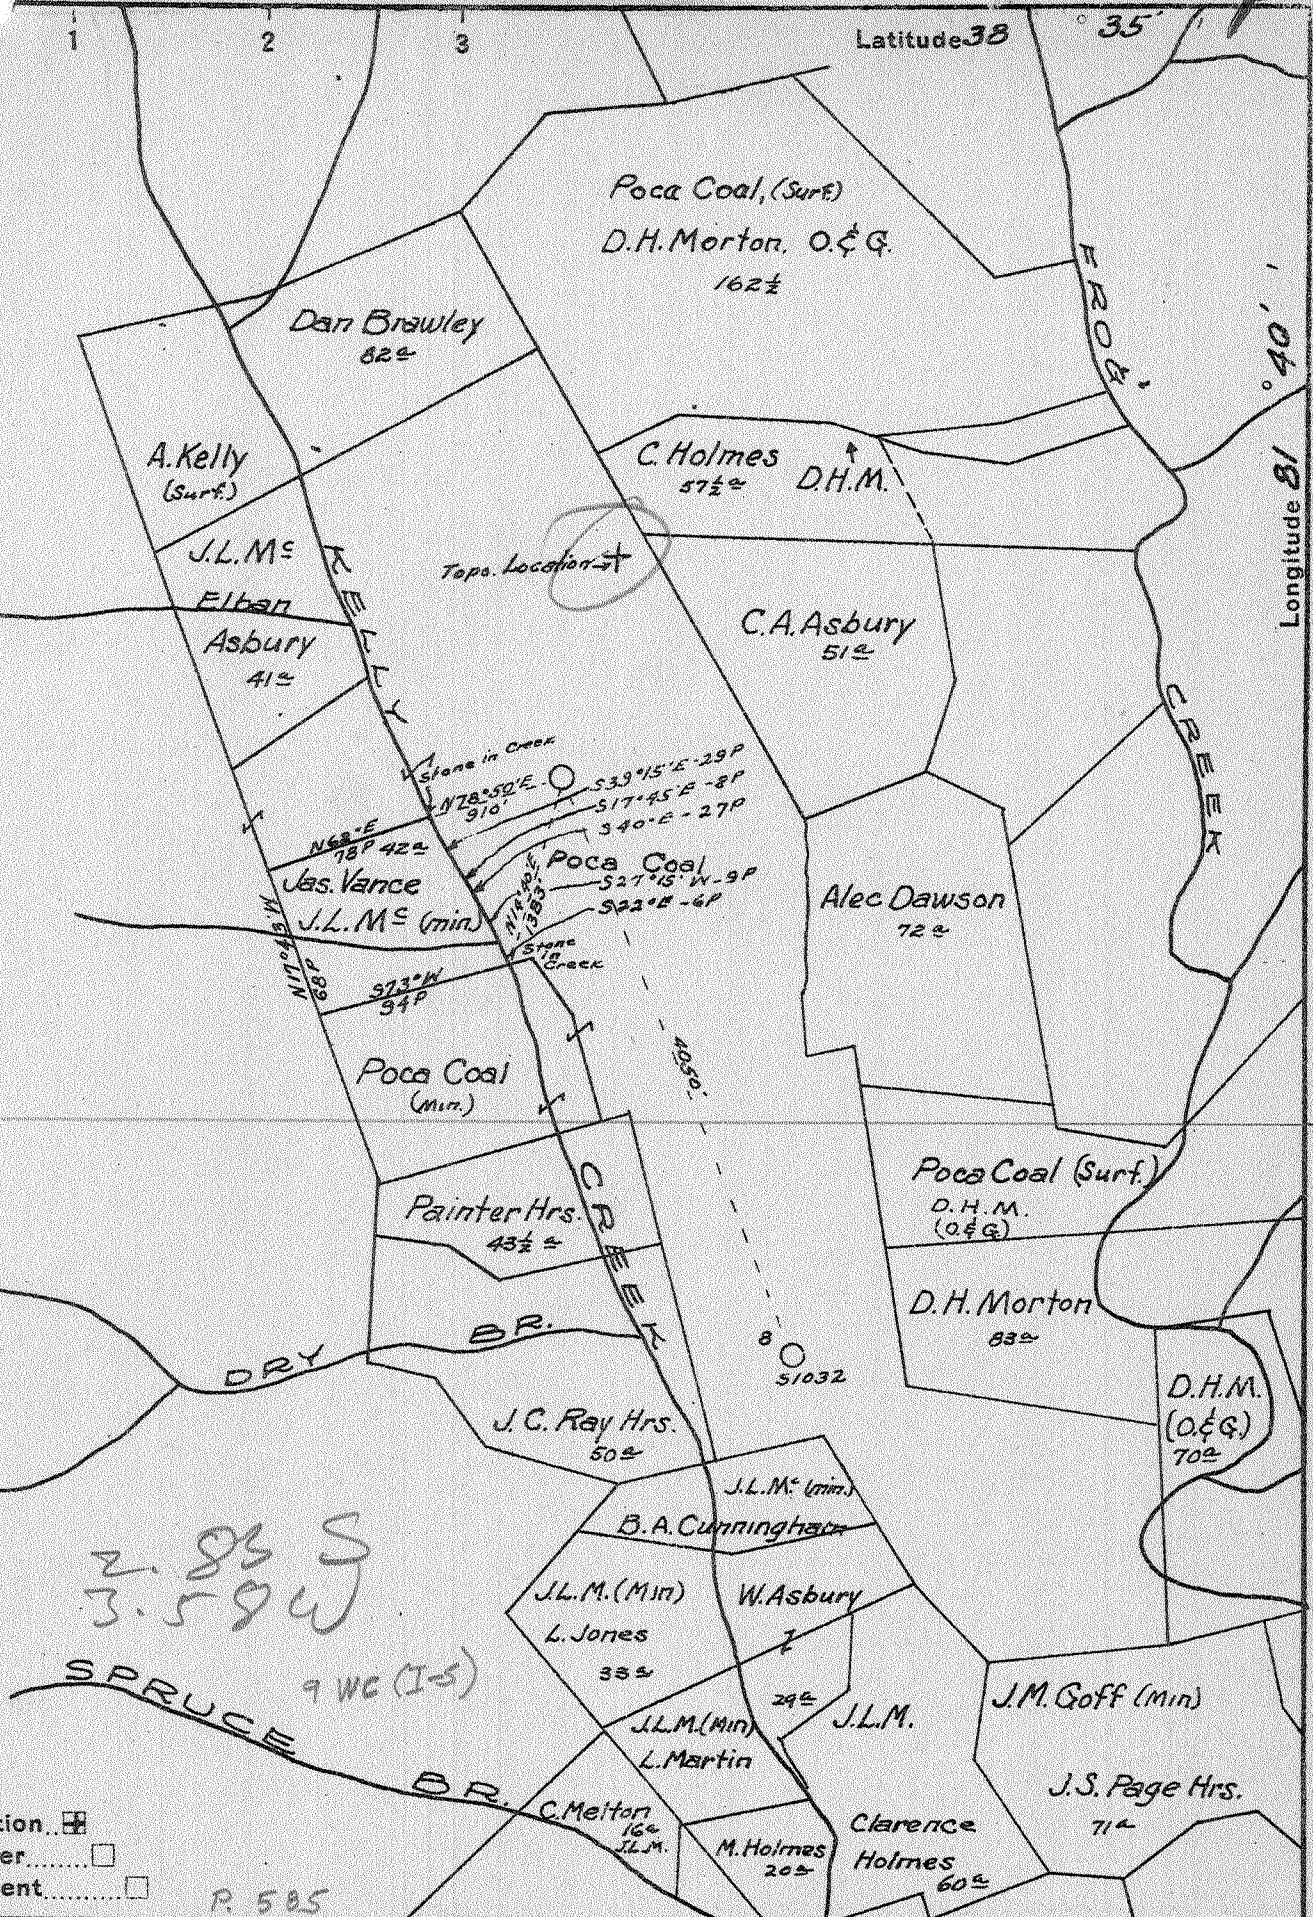 1 2 3 Latitude 38 ° 35' '
Poca Coal, (Surf.)
D.H. Morton, O.& G.
162½
Dan Brawley
82a
FROG
° 40' '
Longitude 81
A. Kelly
(Surf.)
C. Holmes
57½a
D.H.M.
J.L. Mc
Elban
Asbury
41a
KELLY
Topo. Location
C.A. Asbury
51a
CREEK
Stone in Creek
N78°50'E
910'
S39°15'E -29P
S17°45'E -8P
S40°E - 27P
N68°E
78P 42a
Poca Coal
S27°15'W-9P
S22°E -6P
N14°40'E
1383'
Jas. Vance
J.L. Mc (min.)
Stone
in
Creek
N17°43'W
68P
S73°W
94P
Alec Dawson
72a
4050'
Poca Coal
(Min.)
CREEK
Poca Coal (Surf.)
D.H.M.
(O.& G.)
Painter Hrs.
43½ a
D.H. Morton
83a
DRY BR.
8
S1032
D.H.M.
(O.& G.)
70a
J.C. Ray Hrs.
50a
J.L. Mc (min.)
B.A. Cunningham
2.83 S
3.58 W
J.L.M. (Min)
L. Jones
33a
W. Asbury
29a
9 WC (I-5)
SPRUCE BR.
J.L.M. (Min)
L. Martin
J.L.M.
J.M. Goff (Min)
J.S. Page Hrs.
71a
C. Melton
16a
J.L.M.
M. Holmes
20a
Clarence
Holmes
60a
tion..
er........
ent..........
P. 585